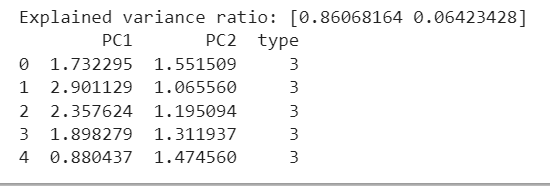 Explained variance ratio: [0.86068164 0.06423428]
PC1 PC2 type
0 1.732295 1.551509 3
1 2.901129 1.065560 3
2 2.357624 1.195094 3
3 1.898279 1.311937 3
4 0.880437 1.474560 3